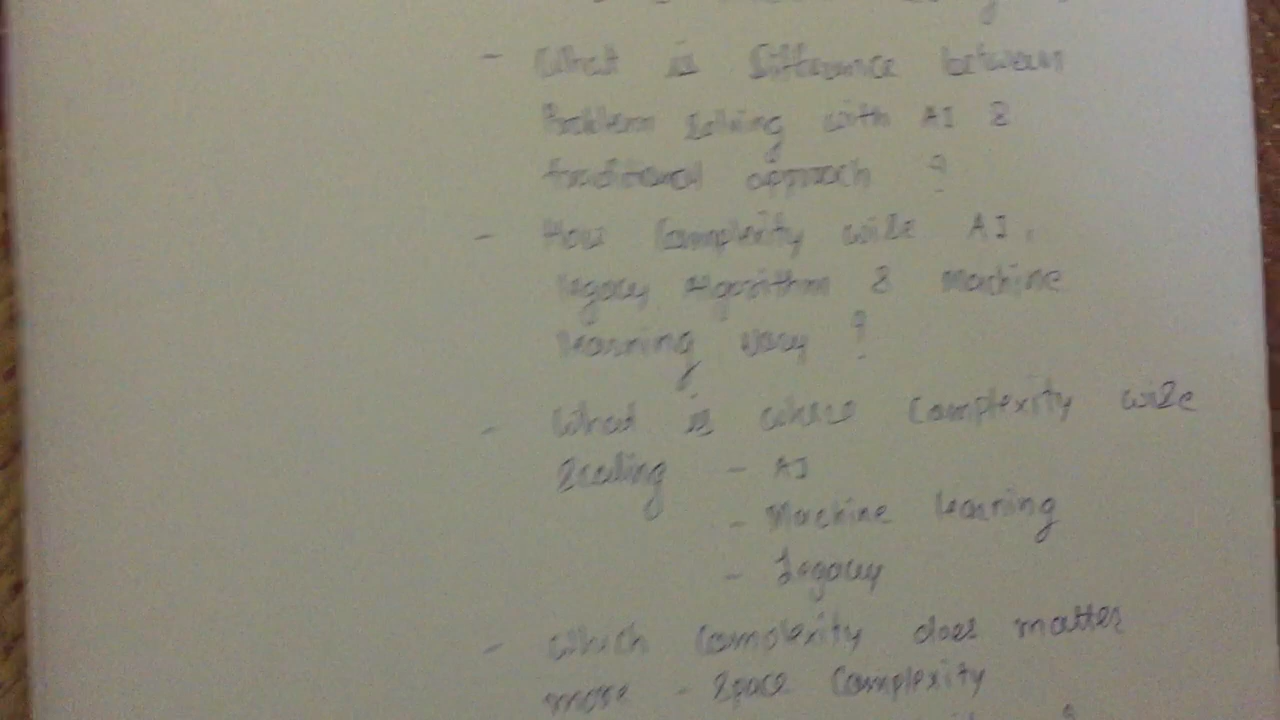 - What is Difference between
Problem Solving with AI &
traditional approach ?
- How Complexity wise AI,
legacy Algorithm & Machine
learning Vary ?
- What is Complexity wise
Scaling - AI
- Machine learning
- Legacy
- Which Complexity does matter
more - Space Complexity